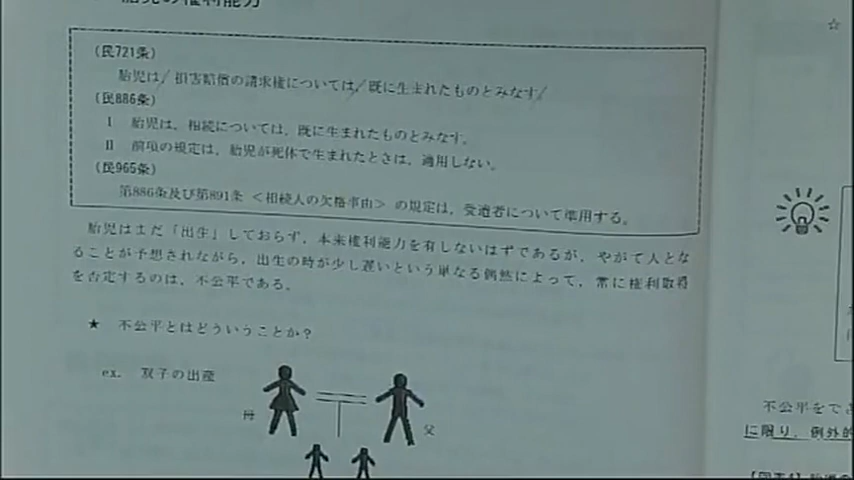 胎児の権利能力
(民721条)
胎児は/損害賠償の請求権については/既に生まれたものとみなす/
(民886条)
Ⅰ 胎児は、相続については、既に生まれたものとみなす。
Ⅱ 前項の規定は、胎児が死体で生まれたときは、適用しない。
(民965条)
第886条及び第891条<相続人の欠格事由>の規定は、受遺者について準用する。
胎児はまだ「出生」しておらず、本来権利能力を有しないはずであるが、やがて人とな
ることが予想されながら、出生の時が少し遅いという単なる偶然によって、常に権利取得
を否定するのは、不公平である。
★ 不公平とはどういうことか?
ex. 双子の出産
母
父
☆
不公平をでき
に限り、例外的